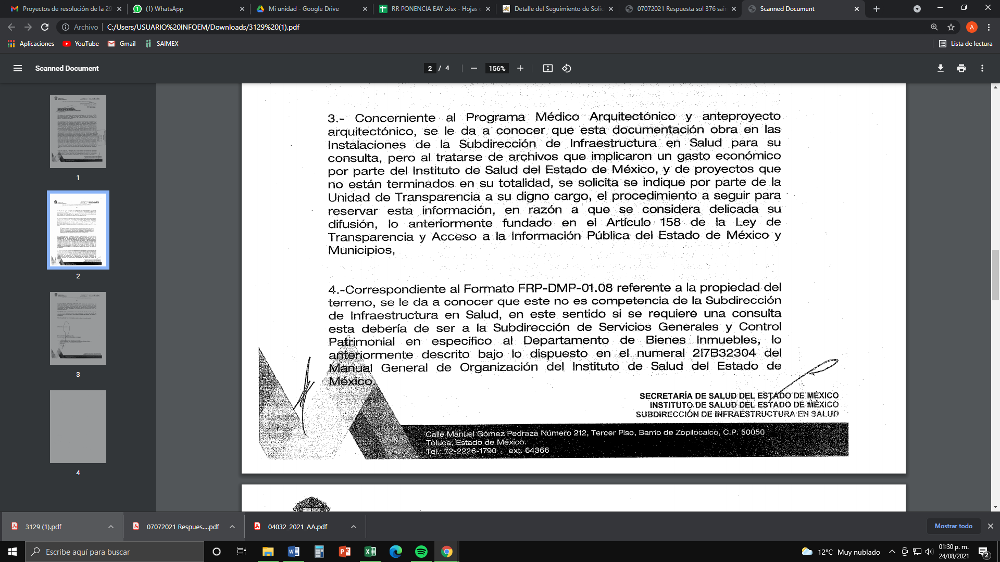 Proyectos de resolución de la 29
(1) WhatsApp
Mi unidad - Google Drive
RR PONENCIA EAY .xlsx - Hojas
Detalle del Seguimiento de Solic
07072021 Respuesta sol 376 sair
Scanned Document
Archivo
C:/Users/USUARIO%20INFOEM/Downloads/3129%20(1).pdf
A
Aplicaciones
YouTube
Gmail
SAIMEX
Lista de lectura
Scanned Document
2 / 4
156%
1
2
3
4
3.- Concerniente al Programa Médico Arquitectónico y anteproyecto
arquitectónico, se le da a conocer que esta documentación obra en las
Instalaciones de la Subdirección de Infraestructura en Salud para su
consulta, pero al tratarse de archivos que implicaron un gasto económico
por parte del Instituto de Salud del Estado de México, y de proyectos que
no están terminados en su totalidad, se solicita se indique por parte de la
Unidad de Transparencia a su digno cargo, el procedimiento a seguir para
reservar esta información, en razón a que se considera delicada su
difusión, lo anteriormente fundado en el Artículo 158 de la Ley de
Transparencia y Acceso a la Información Pública del Estado de México y
Municipios,
4.-Correspondiente al Formato FRP-DMP-01.08 referente a la propiedad del
terreno, se le da a conocer que este no es competencia de la Subdirección
de Infraestructura en Salud, en este sentido si se requiere una consulta
esta debería de ser a la Subdirección de Servicios Generales y Control
Patrimonial en específico al Departamento de Bienes Inmuebles, lo
anteriormente descrito bajo lo dispuesto en el numeral 2I7B32304 del
Manual General de Organización del Instituto de Salud del Estado de
México.
SECRETARÍA DE SALUD DEL ESTADO DE MÉXICO
INSTITUTO DE SALUD DEL ESTADO DE MÉXICO
SUBDIRECCIÓN DE INFRAESTRUCTURA EN SALUD
Calle Manuel Gómez Pedraza Número 212, Tercer Piso, Barrio de Zopilocalco, C.P. 50050
Toluca, Estado de México.
Tel.: 72-2226-1790 ext. 64366
3129 (1).pdf
07072021 Respues....pdf
04032_2021_AA.pdf
Mostrar todo
Escribe aquí para buscar
12°C Muy nublado
01:30 p. m.
24/08/2021
2